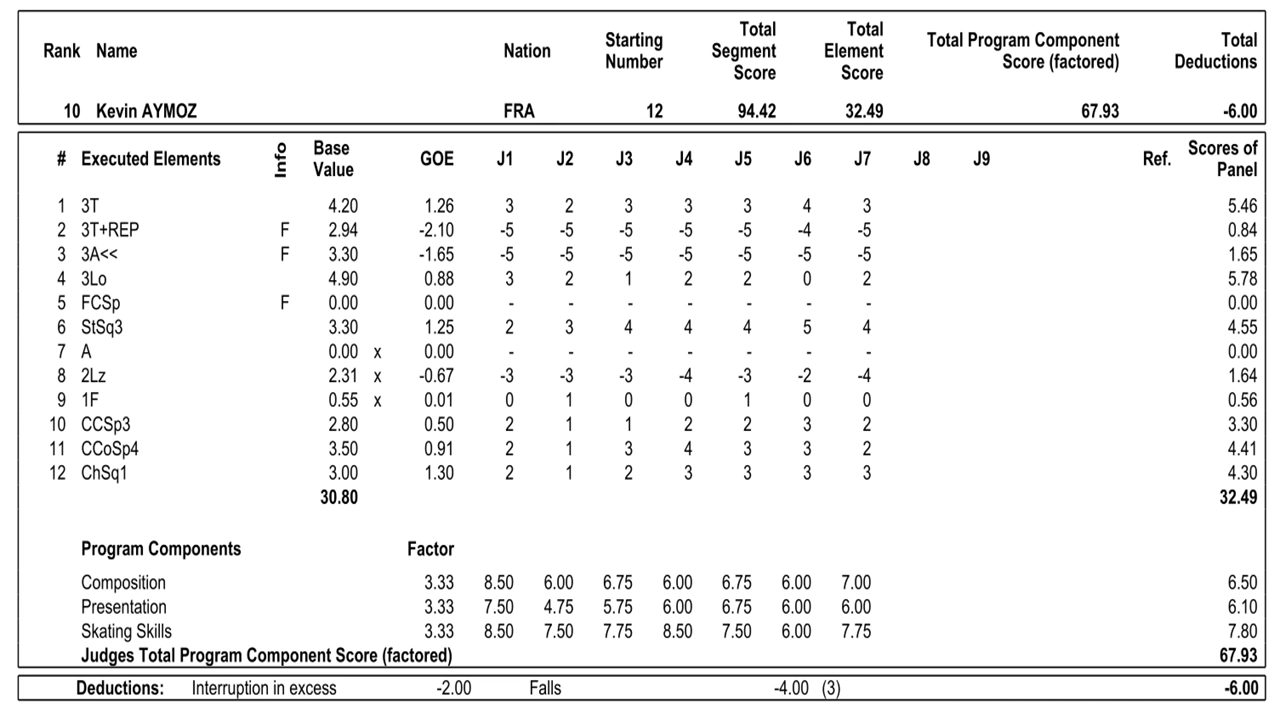 Rank Name Nation Starting Number Total Segment Score Total Element Score Total Program Component Score (factored) Total Deductions
10 Kevin AYMOZ FRA 12 94.42 32.49 67.93 -6.00
# Executed Elements Info Base Value GOE J1 J2 J3 J4 J5 J6 J7 J8 J9 Ref. Scores of Panel
1 3T 4.20 1.26 3 2 3 3 3 4 3 5.46
2 3T+REP F 2.94 -2.10 -5 -5 -5 -5 -5 -4 -5 0.84
3 3A<< F 3.30 -1.65 -5 -5 -5 -5 -5 -5 -5 1.65
4 3Lo 4.90 0.88 3 2 1 2 2 0 2 5.78
5 FCSp F 0.00 0.00 - - - - - - - 0.00
6 StSq3 3.30 1.25 2 3 4 4 4 5 4 4.55
7 A 0.00 x 0.00 - - - - - - - 0.00
8 2Lz 2.31 x -0.67 -3 -3 -3 -4 -3 -2 -4 1.64
9 1F 0.55 x 0.01 0 1 0 0 1 0 0 0.56
10 CCSp3 2.80 0.50 2 1 1 2 2 3 2 3.30
11 CCoSp4 3.50 0.91 2 1 3 4 3 3 2 4.41
12 ChSq1 3.00 1.30 2 1 2 3 3 3 3 4.30
30.80 32.49
Program Components Factor
Composition 3.33 8.50 6.00 6.75 6.00 6.75 6.00 7.00 6.50
Presentation 3.33 7.50 4.75 5.75 6.00 6.75 6.00 6.00 6.10
Skating Skills 3.33 8.50 7.50 7.75 8.50 7.50 6.00 7.75 7.80
Judges Total Program Component Score (factored) 67.93
Deductions: Interruption in excess -2.00 Falls -4.00 (3) -6.00